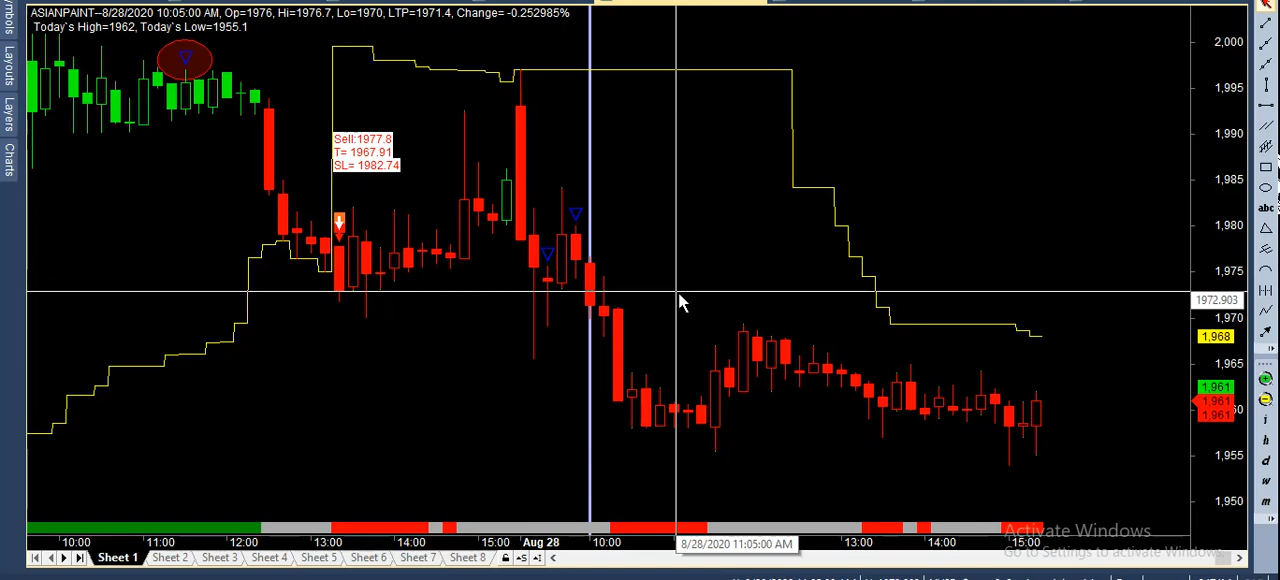 ASIANPAINT--8/28/2020 10:05:00 AM, Op=1976, Hi=1976.7, Lo=1970, LTP=1971.4, Change= -0.252985%
Today`s High=1962, Today`s Low=1955.1
Layouts
Layers
Charts
Sell:1977.8
T= 1967.91
SL= 1982.74
2,000
1,995
1,990
1,985
1,980
1,975
1972.903
1,970
1,968
1,965
1,961
1,961
1,961
1,955
1,950
abc
i
h
d
w
m
10:00
11:00
12:00
13:00
14:00
15:00
Aug 28
10:00
8/28/2020 11:05:00 AM
13:00
14:00
15:00
Activate Windows
Go to Settings to activate Windows.
Sheet 1
Sheet 2
Sheet 3
Sheet 4
Sheet 5
Sheet 6
Sheet 7
Sheet 8